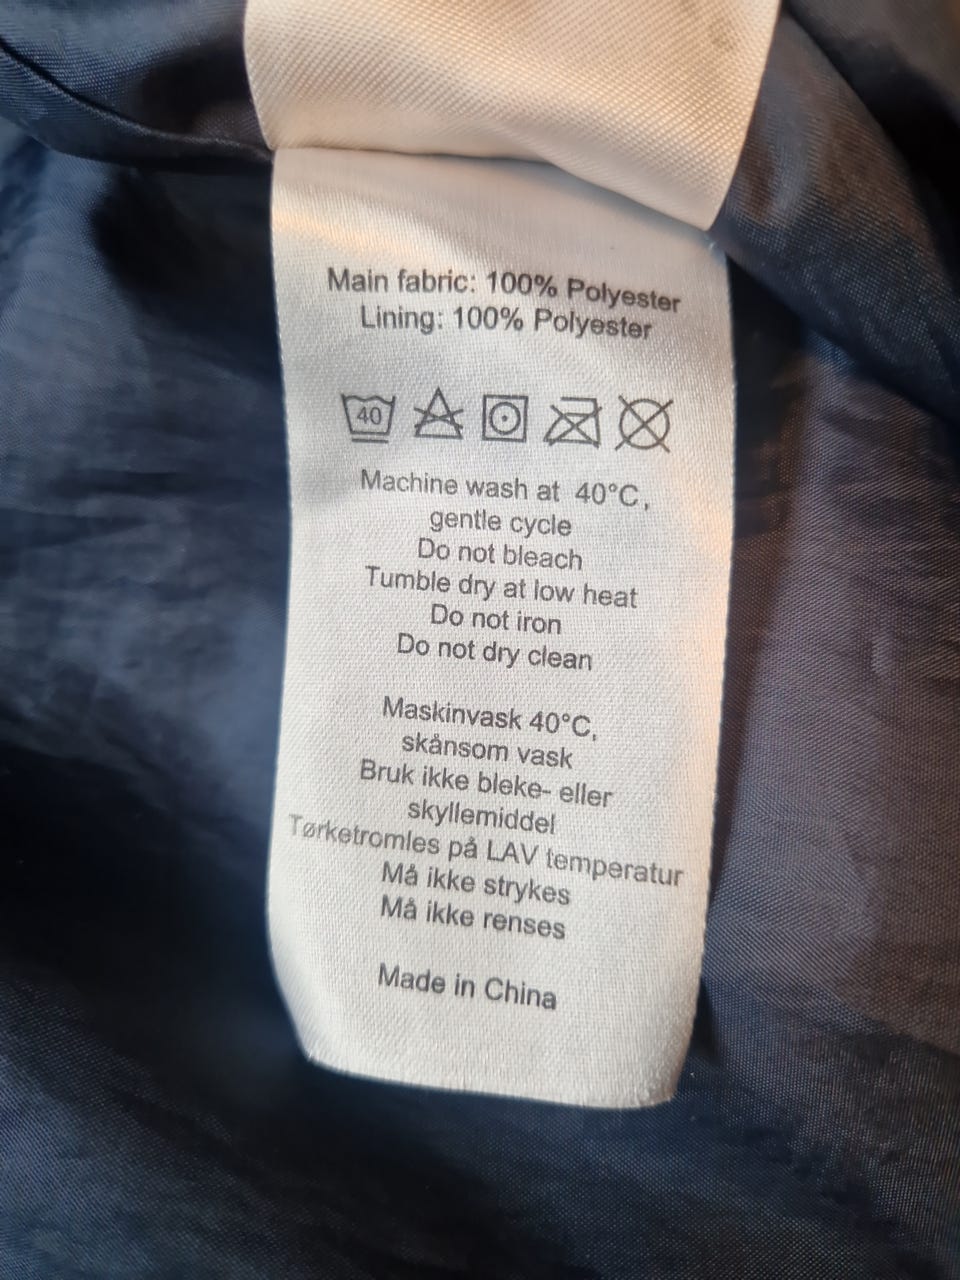 Main fabric: 100% Polyester
Lining: 100% Polyester
40
Machine wash at 40°C,
gentle cycle
Do not bleach
Tumble dry at low heat
Do not iron
Do not dry clean
Maskinvask 40°C,
skånsom vask
Bruk ikke bleke- eller
skyllemiddel
Tørketromles på LAV temperatur
Må ikke strykes
Må ikke renses
Made in China